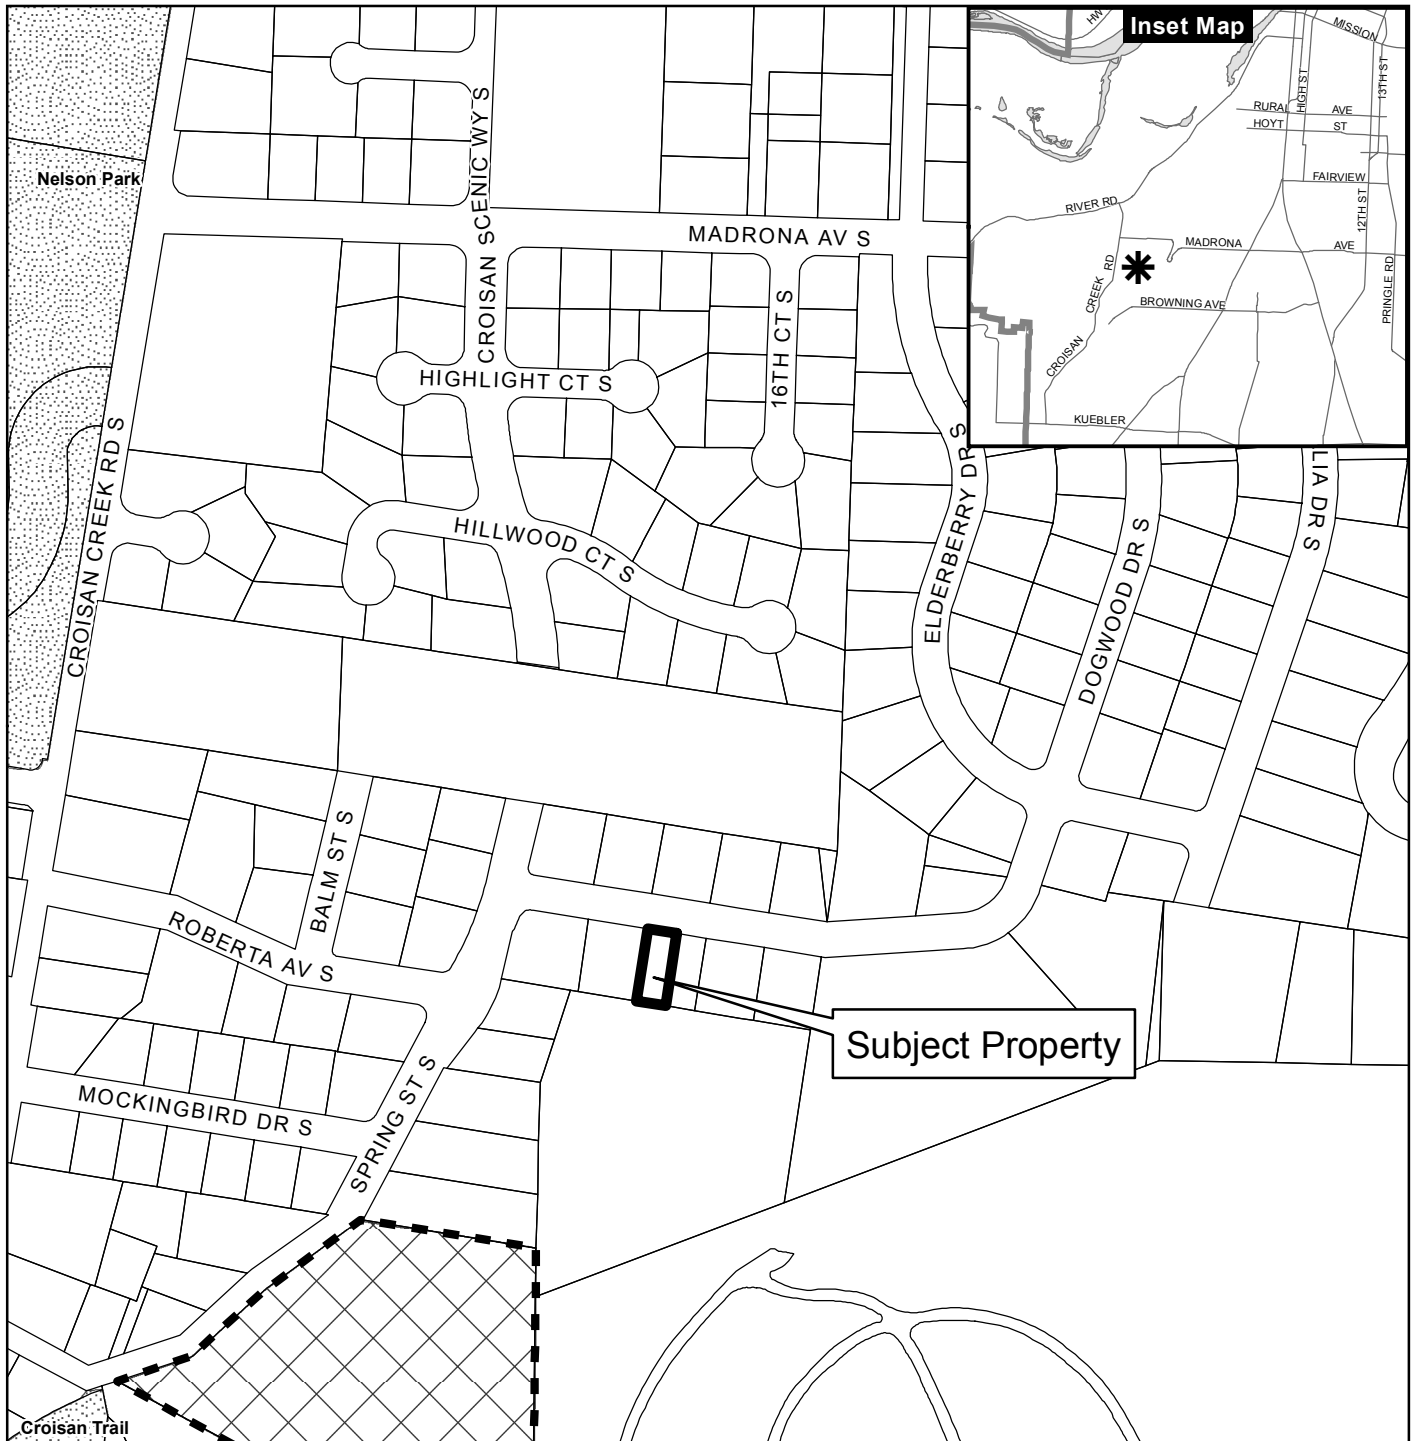 Inset Map
HW
MISSION
13TH ST
HIGH ST
RURAL AVE
HOYT ST
FAIRVIEW
12TH ST
RIVER RD
MADRONA AVE
CREEK RD
CROISAN
BROWNING AVE
PRINGLE RD
KUEBLER
Nelson Park
CROISAN SCENIC WY S
MADRONA AV S
HIGHLIGHT CT S
16TH CT S
CROISAN CREEK RD S
HILLWOOD CT S
ELDERBERRY DR S
DOGWOOD DR S
LIA DR S
BALM ST S
ROBERTA AV S
Subject Property
MOCKINGBIRD DR S
SPRING ST S
Croisan Trail